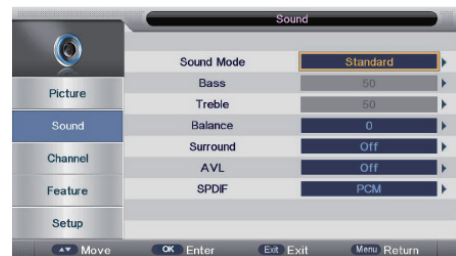 Sound
Picture
Sound
Channel
Feature
Setup
Sound Mode Standard
Bass 50
Treble 50
Balance 0
Surround Off
AVL Off
SPDIF PCM
Move OK Enter Exit Exit Menu Return